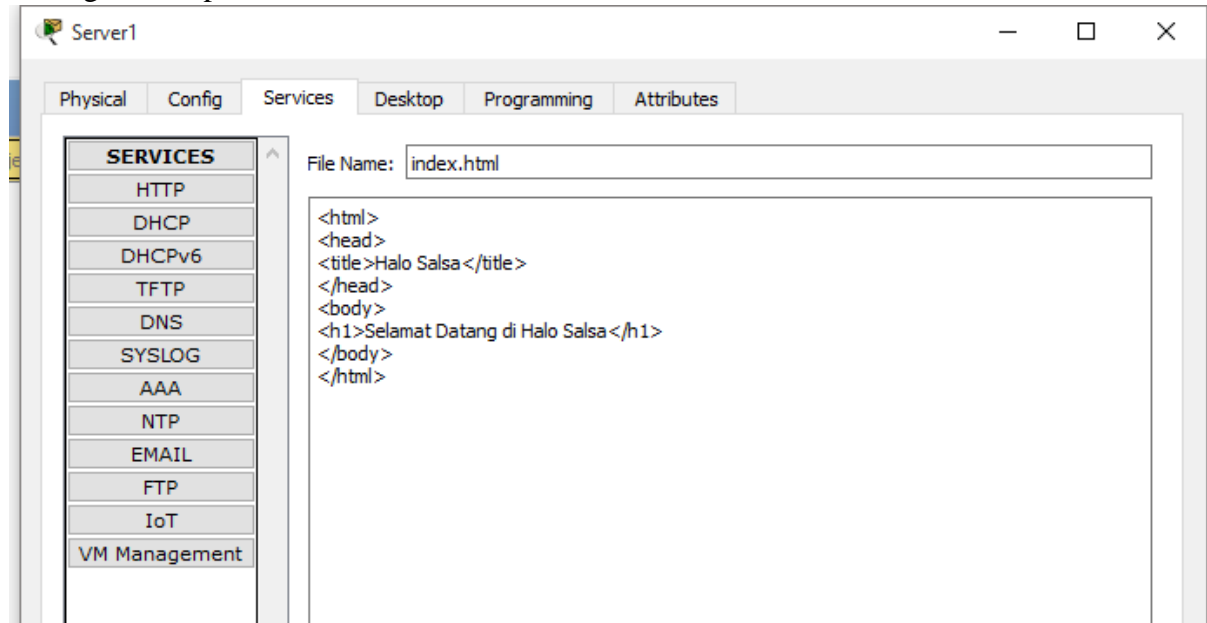 Server1
Physical Config Services Desktop Programming Attributes
SERVICES
HTTP
DHCP
DHCPv6
TFTP
DNS
SYSLOG
AAA
NTP
EMAIL
FTP
IoT
VM Management
File Name: index.html
<html>
<head>
<title>Halo Salsa</title>
</head>
<body>
<h1>Selamat Datang di Halo Salsa</h1>
</body>
</html>